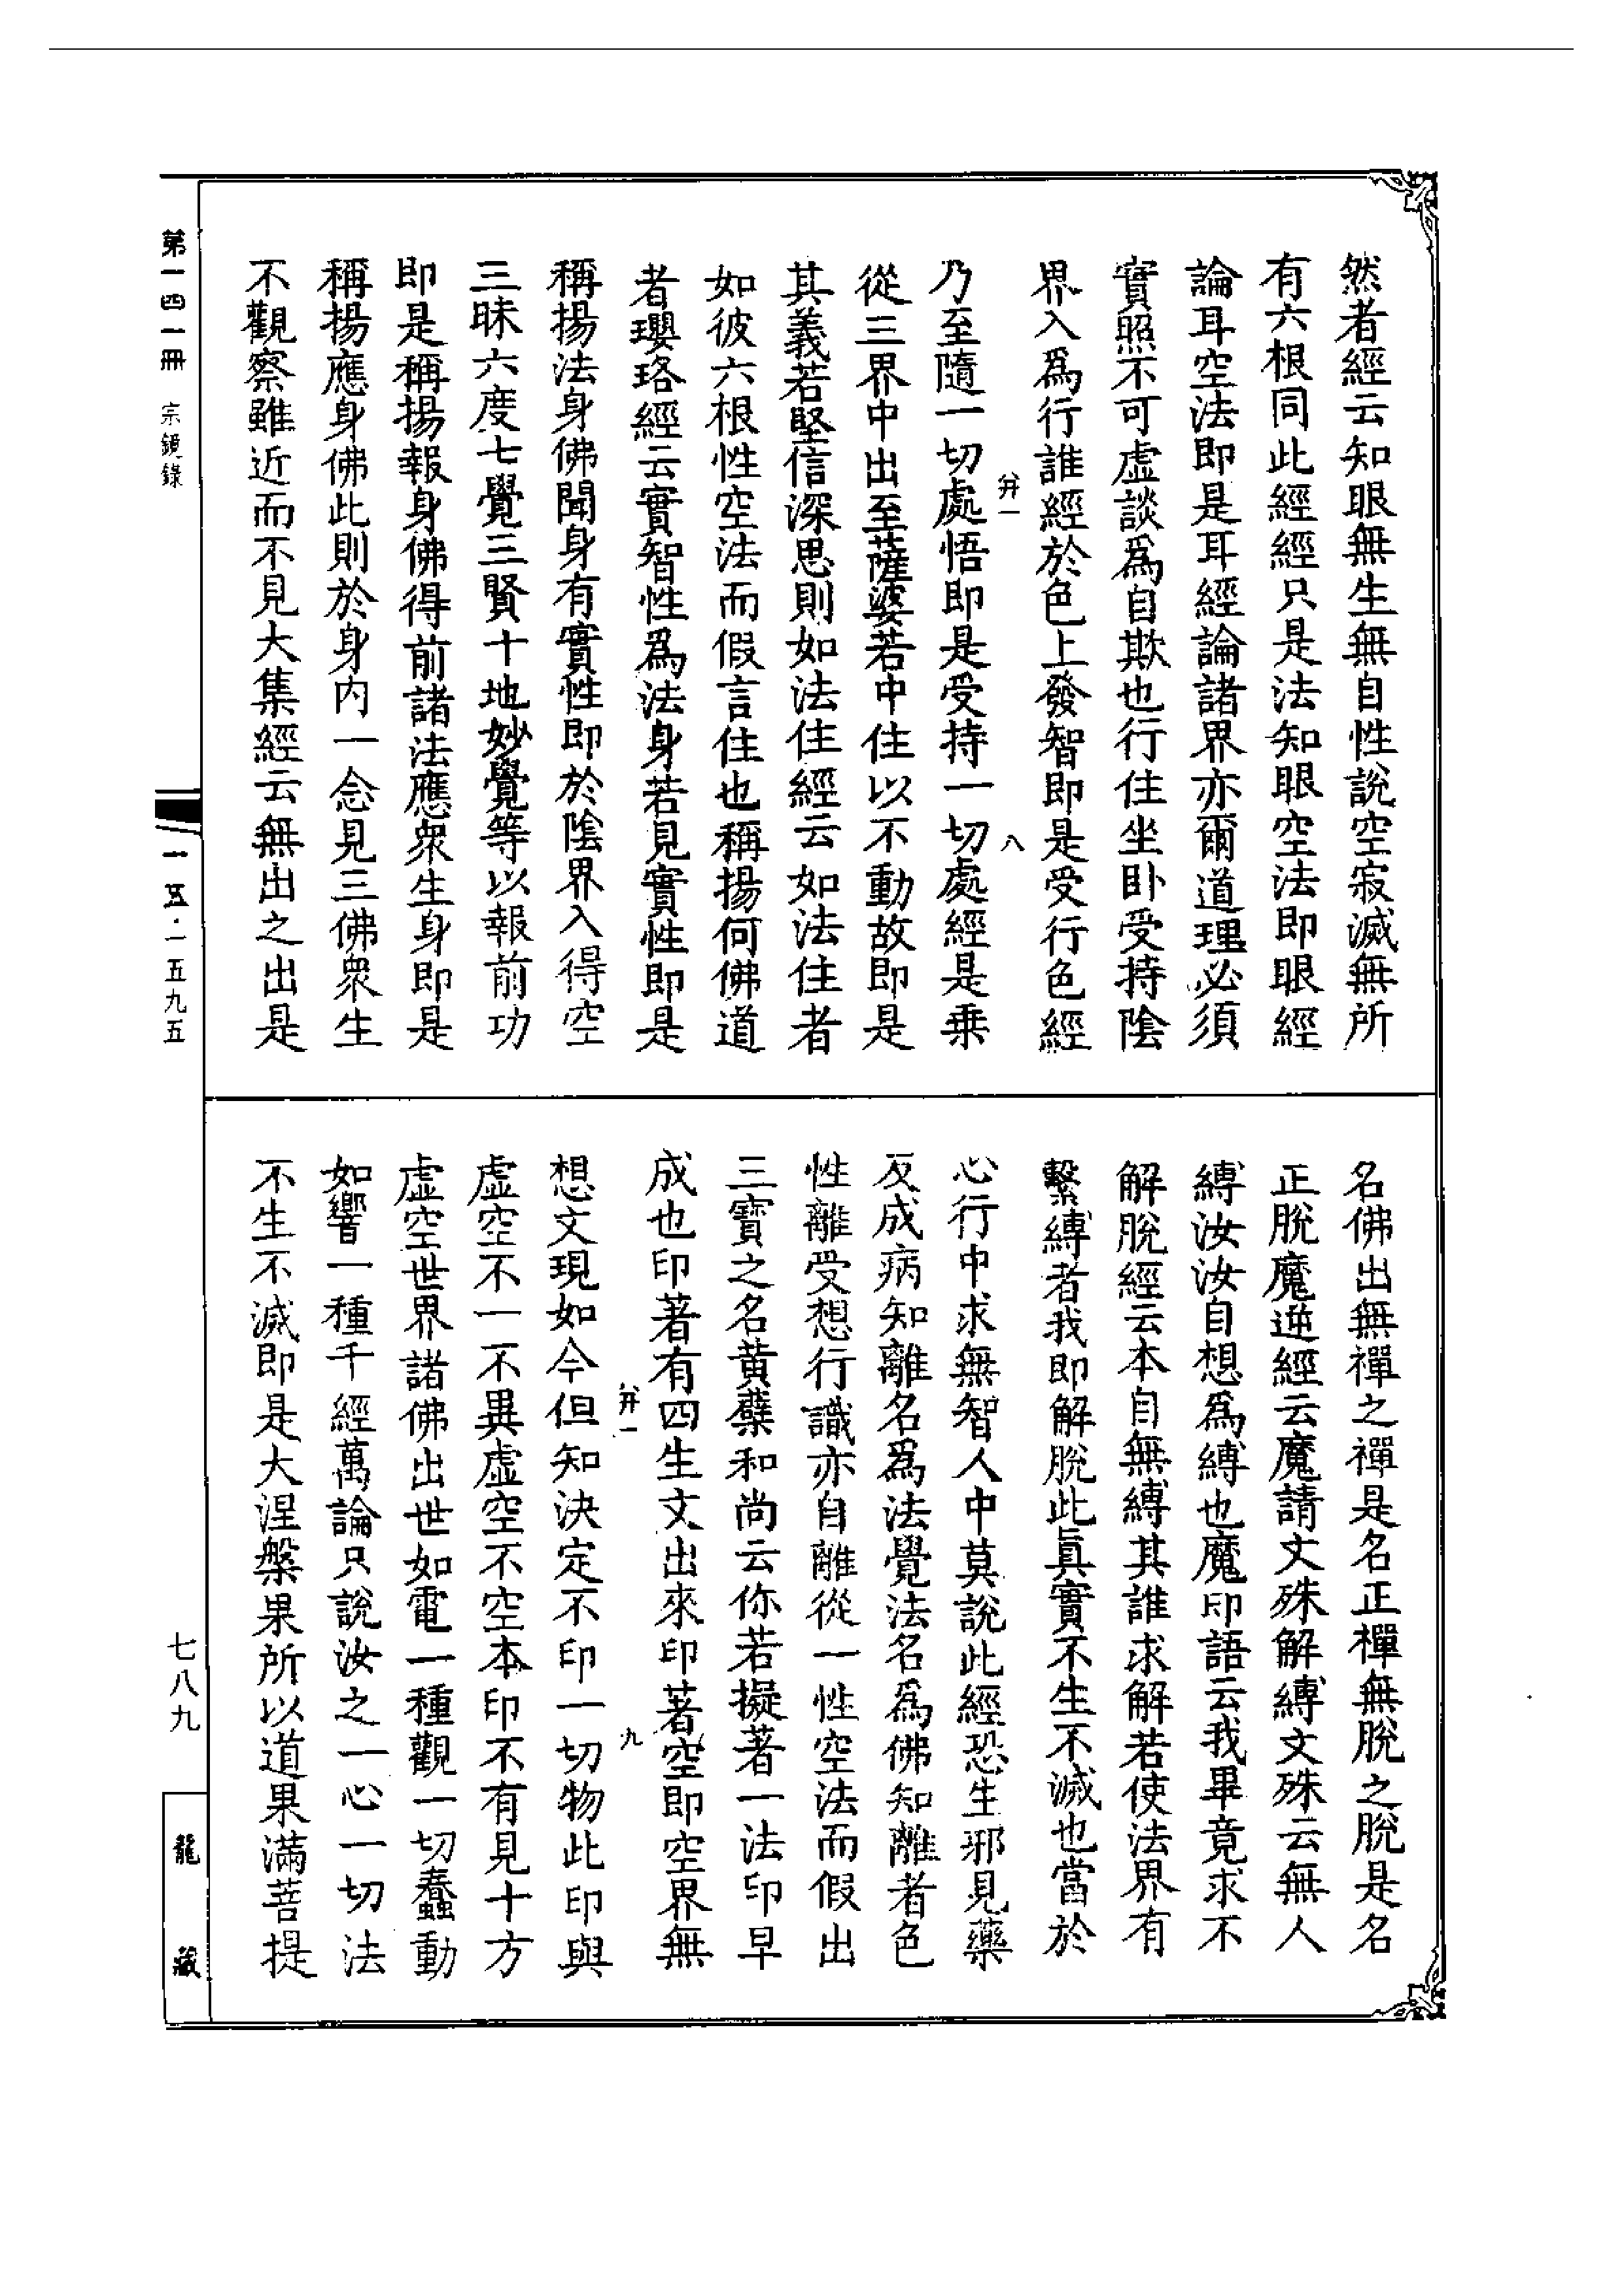 然者經云知眼無生無自性說空寂滅無所
有六根同此經經只是法知眼空法即眼經
論耳空法即是耳經論諸界亦爾道理必須
實照不可虛談爲自欺也行住坐卧受持陰
界入爲行誰經於色上發智即是受行色經
乃至隨一切處悟即是受持一切處經是乗
從三界中出至薩婆若中住以不動故即是
其義若堅信深思則如法住經云如法住者
如彼六根性空法而假言住也稱揚何佛道
者瓔珞經云實智性爲法身若見實性即是
稱揚法身佛聞身有實性即於陰界入得空
三昧六度七覺三賢十地妙覺等以報前功
即是稱揚報身佛得前諸法應衆生身即是
稱揚應身佛此則於身内一念見三佛衆生
不觀察雖近而不見大集經云無出之出是
名佛出無禪之禪是名正禪無脫之脫是名
正脫魔逆經云魔請文殊解縛文殊云無人
縛汝汝自想爲縛也魔印語云我畢竟求不
解脫經云本自無縛其誰求解若使法界有
繫縛者我即解脫此眞實不生不滅也當於
心行中求無智人中莫說此經恐生邪見藥
反成病知離名爲法覺法名爲佛知離者色
性離受想行識亦自離從一性空法而假出
三寶之名黄蘗和尚云你若擬著一法印早
成也印著有四生文出來印著空即空界無
想文現如今但知決定不印一切物此印與
虛空不一不異虛空不空本印不有見十方
虛空世界諸佛出世如電一種觀一切蠢動
如響一種千經萬論只說汝之一心一切法
不生不滅即是大涅槃果所以道果滿菩提
弁一
八
弁一
九
第一四一冊 宗鏡錄
一五·一五九五
七八九
龍藏